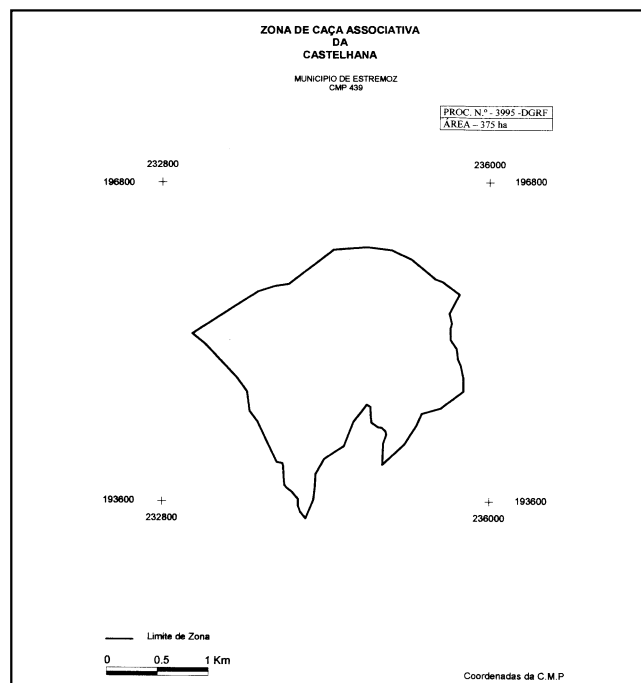 ZONA DE CAÇA ASSOCIATIVA
DA
CASTELHANA
MUNICIPIO DE ESTREMOZ
CMP 439
PROC. N.º - 3995 -DGRF
ÁREA – 375 ha
232800 236000
196800 196800
193600 193600
232800 236000
Limite de Zona
0 0.5 1 Km
Coordenadas da C.M.P